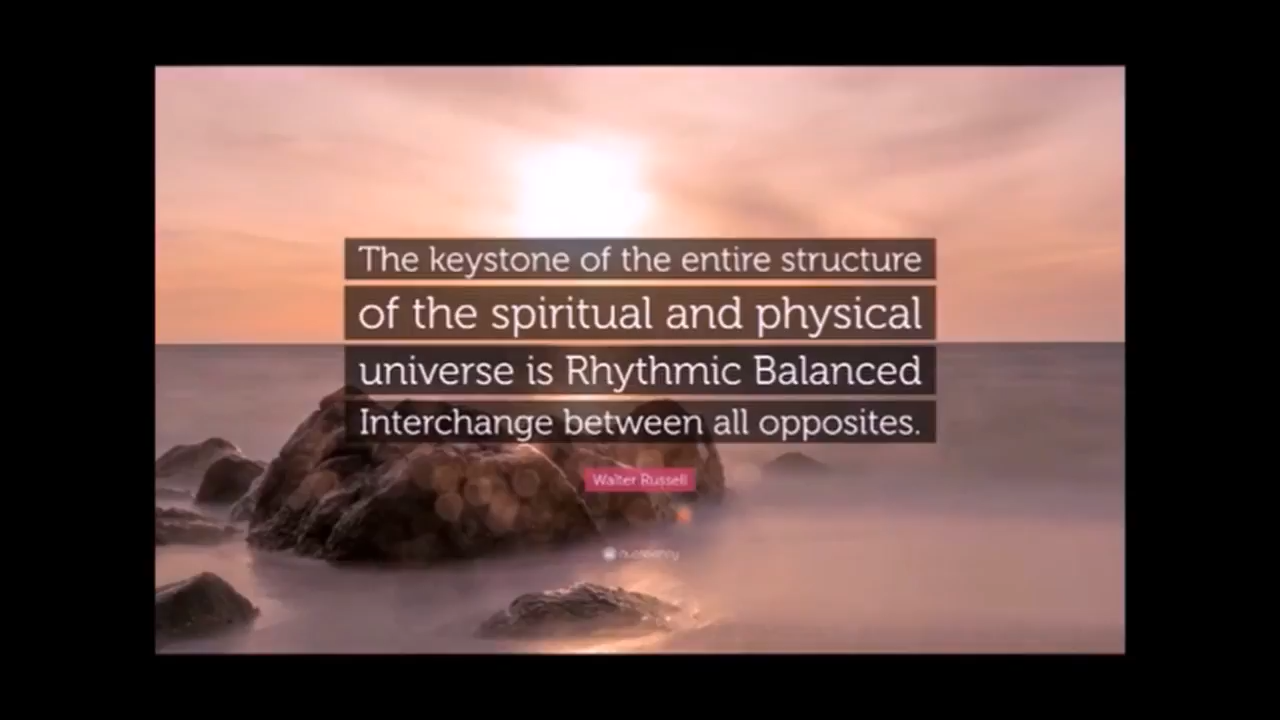 The keystone of the entire structure
of the spiritual and physical
universe is Rhythmic Balanced
Interchange between all opposites.
Walter Russell